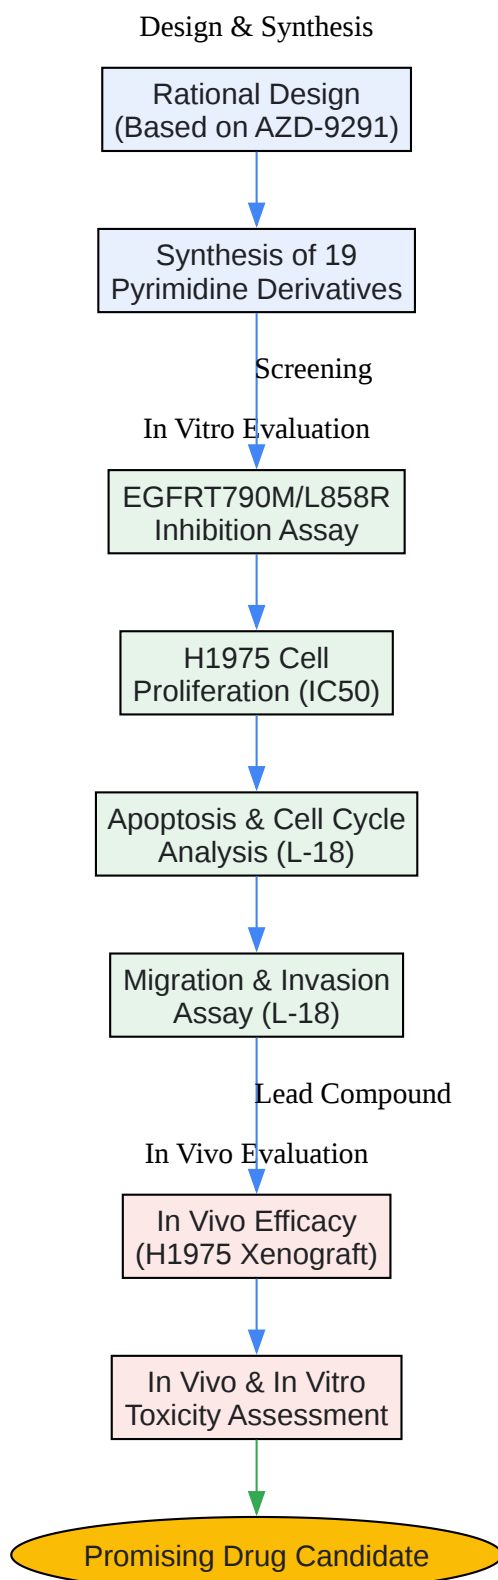 Design & Synthesis
Rational Design
(Based on AZD-9291)
Synthesis of 19
Pyrimidine Derivatives
Screening
In Vitro Evaluation
EGFRT790M/L858R
Inhibition Assay
H1975 Cell
Proliferation (IC50)
Apoptosis & Cell Cycle
Analysis (L-18)
Migration & Invasion
Assay (L-18)
Lead Compound
In Vivo Evaluation
In Vivo Efficacy
(H1975 Xenograft)
In Vivo & In Vitro
Toxicity Assessment
Promising Drug Candidate